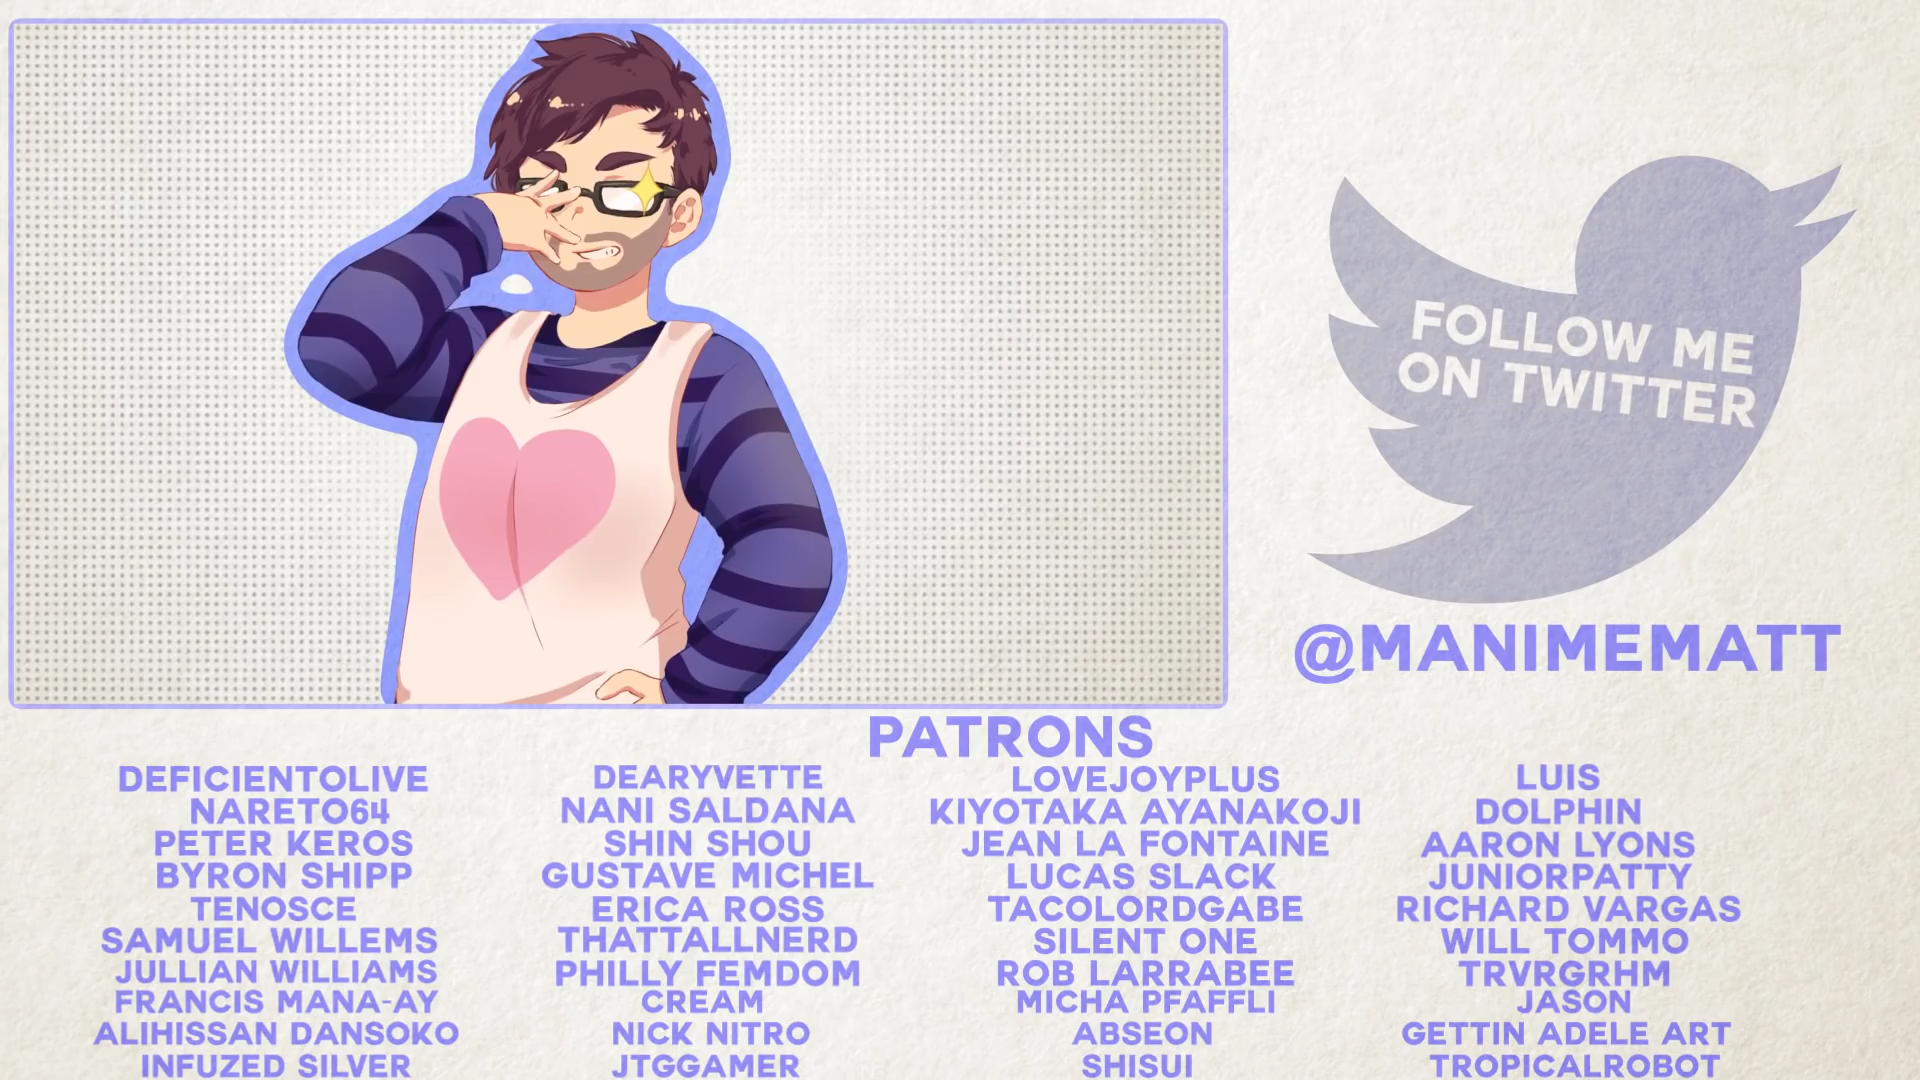 FOLLOW ME
ON TWITTER
@MANIMEMATT
PATRONS
DEFICIENTOLIVE
NARETO64
PETER KEROS
BYRON SHIPP
TENOSCE
SAMUEL WILLEMS
JULLIAN WILLIAMS
FRANCIS MANA-AY
ALIHISSAN DANSOKO
INFUZED SILVER
DEARYVETTE
NANI SALDANA
SHIN SHOU
GUSTAVE MICHEL
ERICA ROSS
THATTALLNERD
PHILLY FEMDOM
CREAM
NICK NITRO
JTGGAMER
LOVEJOYPLUS
KIYOTAKA AYANAKOJI
JEAN LA FONTAINE
LUCAS SLACK
TACOLORDGABE
SILENT ONE
ROB LARRABEE
MICHA PFAFFLI
ABSEON
SHISUI
LUIS
DOLPHIN
AARON LYONS
JUNIORPATTY
RICHARD VARGAS
WILL TOMMO
TRVRGRHM
JASON
GETTIN ADELE ART
TROPICALROBOT